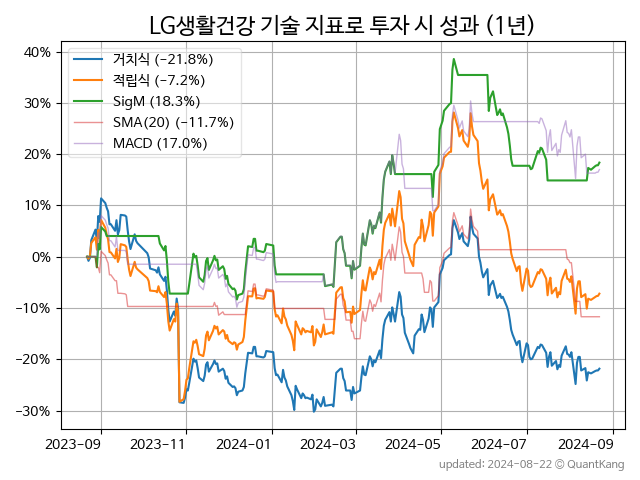 LG생활건강 기술 지표로 투자 시 성과 (1년)
거치식 (−21.8%)
적립식 (−7.2%)
SigM (18.3%)
SMA(20) (−11.7%)
MACD (17.0%)
40%
30%
20%
10%
0%
−10%
−20%
−30%
2023-09 2023-11 2024-01 2024-03 2024-05 2024-07 2024-09
updated: 2024-08-22 © QuantKang